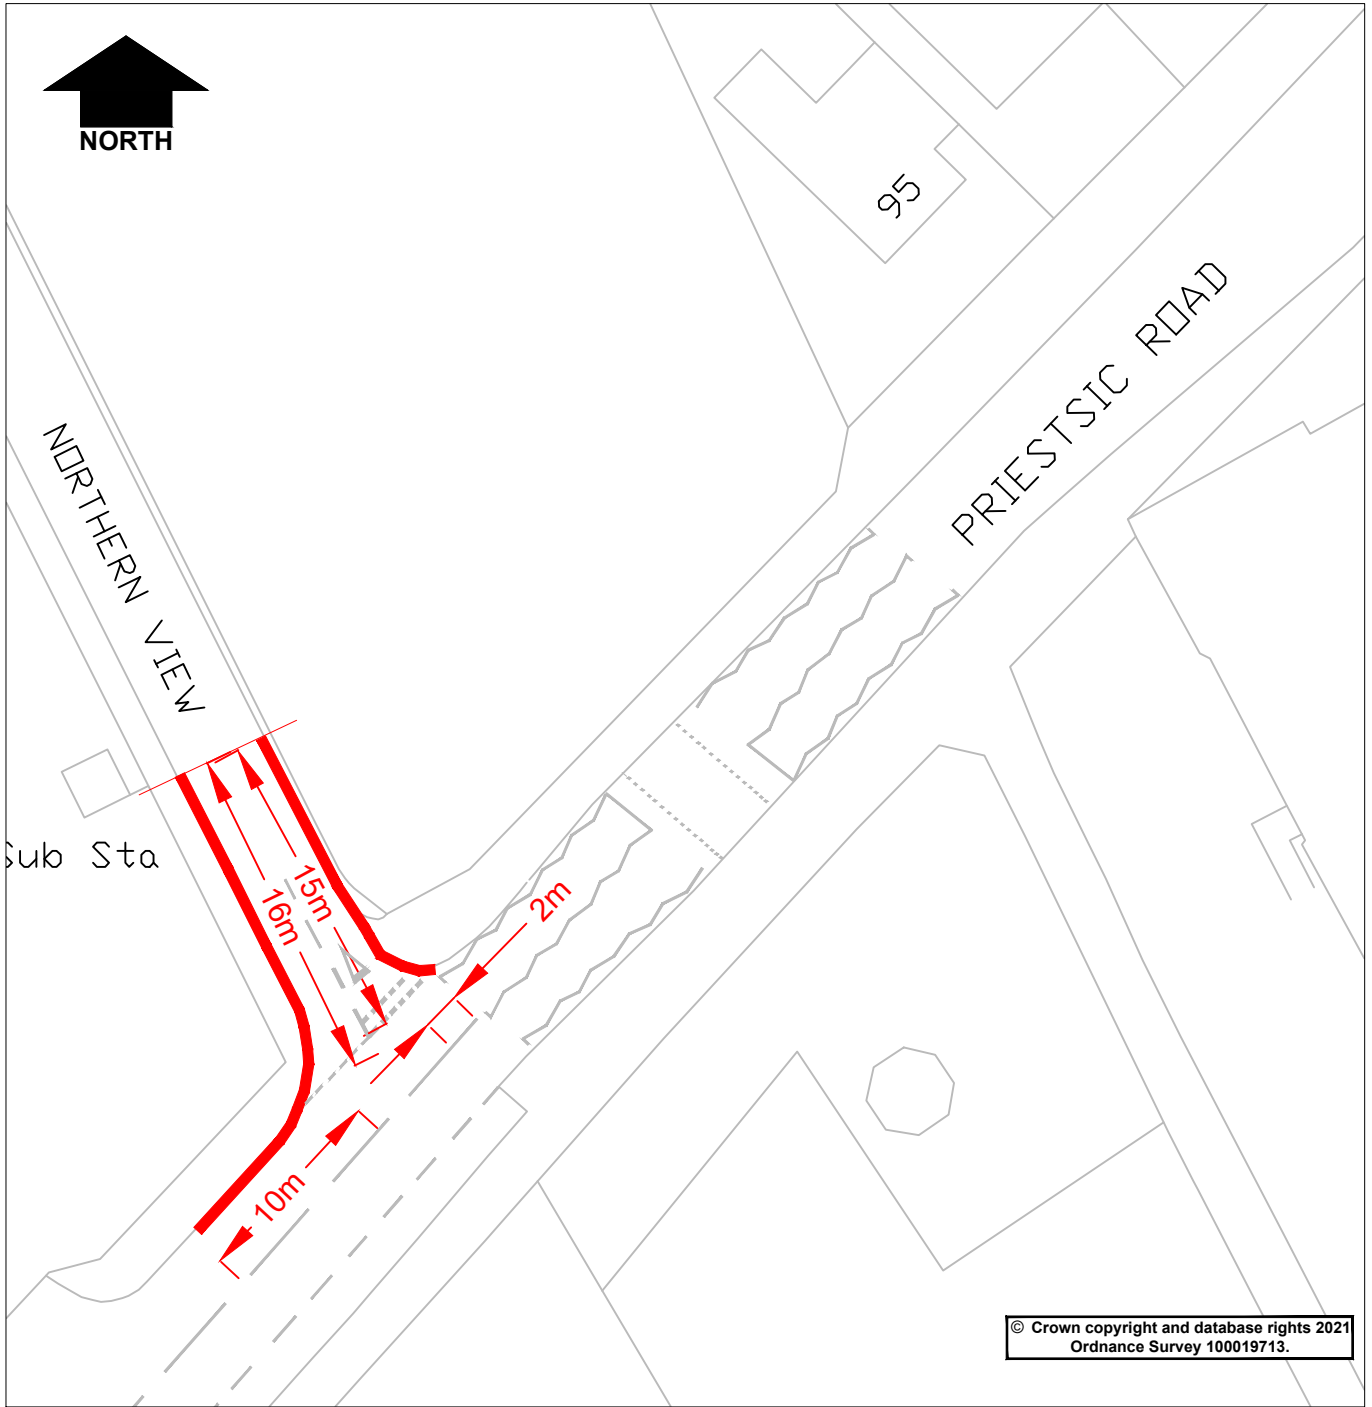 NORTH
95
PRIESTSIC ROAD
NORTHERN VIEW
Sub Sta
15m
16m
2m
10m
© Crown copyright and database rights 2021
Ordnance Survey 100019713.